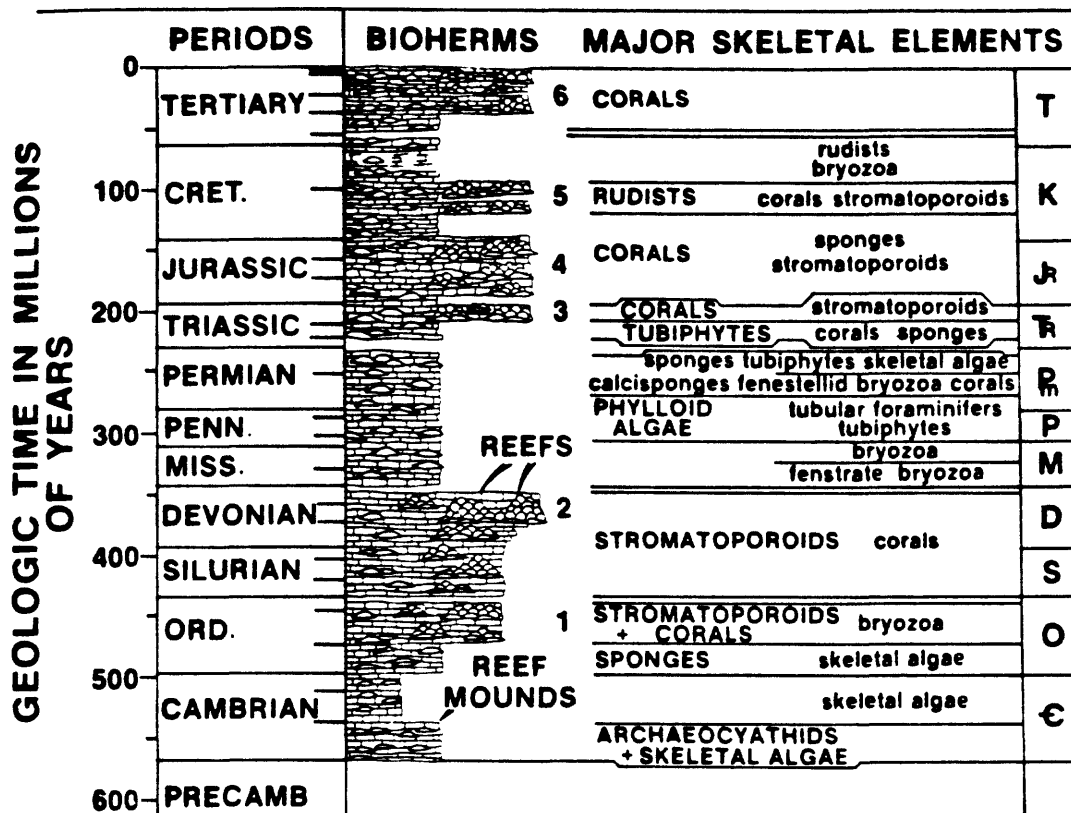 PERIODS BIOHERMS MAJOR SKELETAL ELEMENTS
GEOLOGIC TIME IN MILLIONS
OF YEARS
0
TERTIARY 6 CORALS T
rudists
bryozoa
100 CRET. 5 RUDISTS corals stromatoporoids K
JURASSIC 4 CORALS sponges
stromatoporoids JR
200 3 CORALS stromatoporoids
TRIASSIC TUBIPHYTES corals sponges TR
sponges tubiphytes skeletal algae
PERMIAN calcisponges fenestellid bryozoa corals Pm
PHYLLOID tubular foraminifers
PENN. ALGAE tubiphytes P
300 REEFS bryozoa
MISS. fenstrate bryozoa M
DEVONIAN 2 D
STROMATOPOROIDS corals
400
SILURIAN S
STROMATOPOROIDS bryozoa
ORD. 1 + CORALS O
REEF SPONGES skeletal algae
500 MOUNDS
CAMBRIAN skeletal algae Є
ARCHAEOCYATHIDS
+ SKELETAL ALGAE
600 PRECAMB